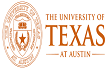 THE UNIVERSITY OF
TEXAS
AT AUSTIN